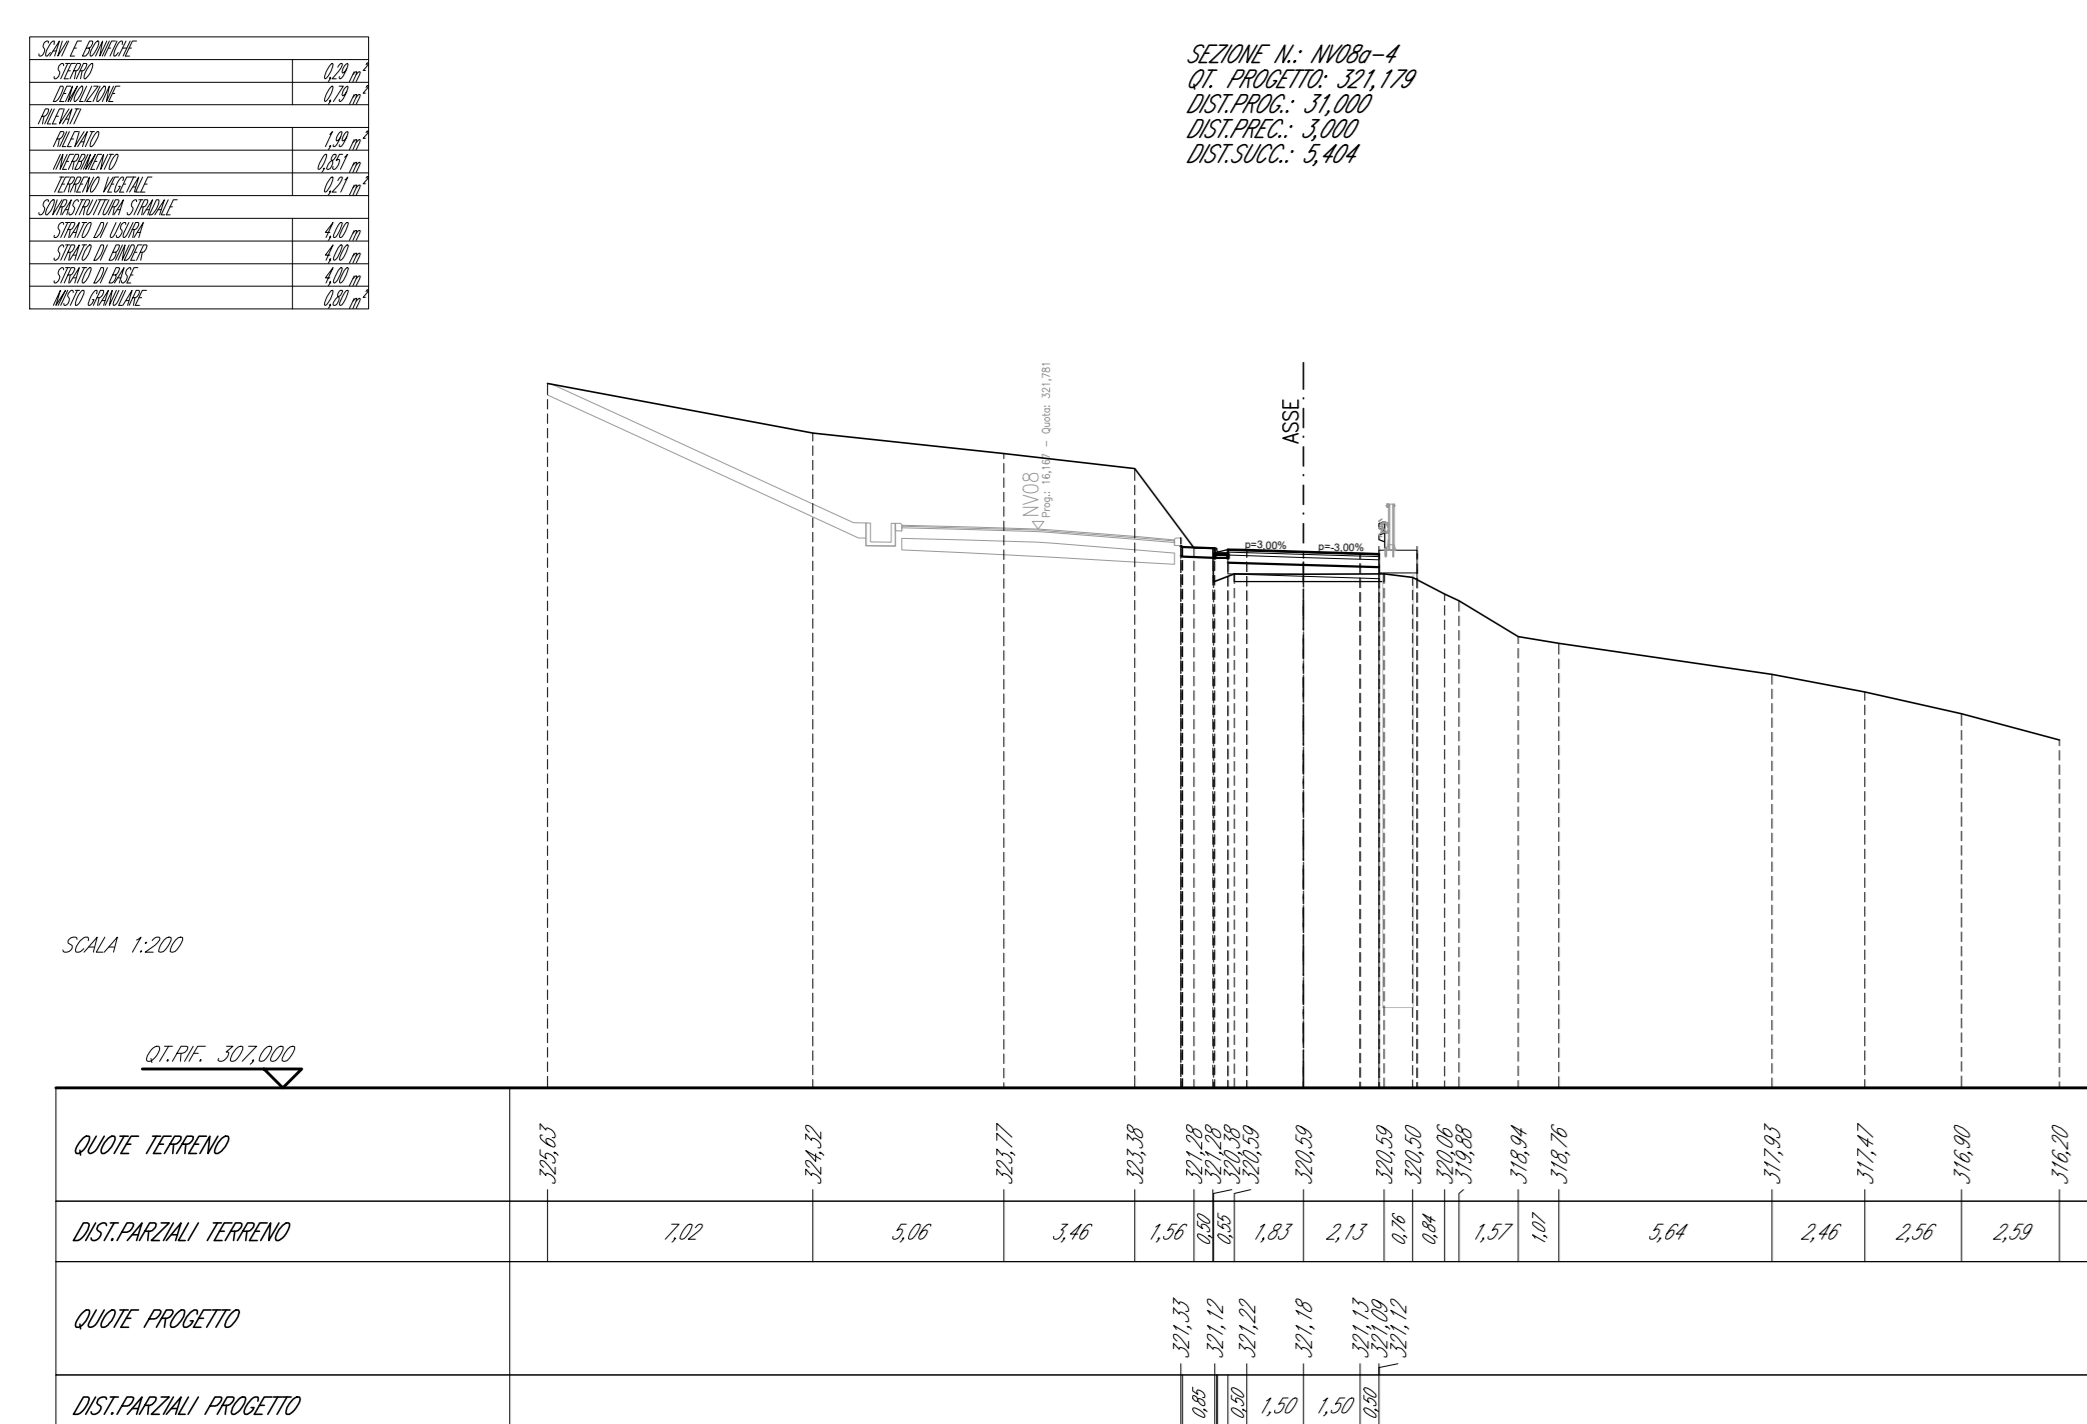 SCAVI E BONIFICHE
STERRO 0,29 m²
DEMOLIZIONE 0,79 m²
RILEVATI
RILEVATO 1,99 m²
INERBIMENTO 0,851 m
TERRENO VEGETALE 0,21 m²
SOVRASTRUTTURA STRADALE
STRATO DI USURA 4,00 m
STRATO DI BINDER 4,00 m
STRATO DI BASE 4,00 m
MISTO GRANULARE 0,80 m²
SEZIONE N.: NV08a-4
QT. PROGETTO: 321,179
DIST.PROG.: 31,000
DIST.PREC.: 3,000
DIST.SUCC.: 5,404
NV08
Prog.: 16,167 - Quota: 321,781
ASSE
p=3,00% p=-3,00%
SCALA 1:200
QT.RIF. 307,000
QUOTE TERRENO 325,63 324,32 323,77 323,38 321,28 321,28 320,38 320,59 320,59 320,59 320,50 320,06 319,88 318,94 318,76 317,93 317,47 316,90 316,20
DIST.PARZIALI TERRENO 7,02 5,06 3,46 1,56 0,50 0,55 1,83 2,13 0,76 0,84 1,57 1,07 5,64 2,46 2,56 2,59
QUOTE PROGETTO 321,33 321,12 321,22 321,18 321,13 321,09 321,12
DIST.PARZIALI PROGETTO 0,85 0,50 1,50 1,50 0,50